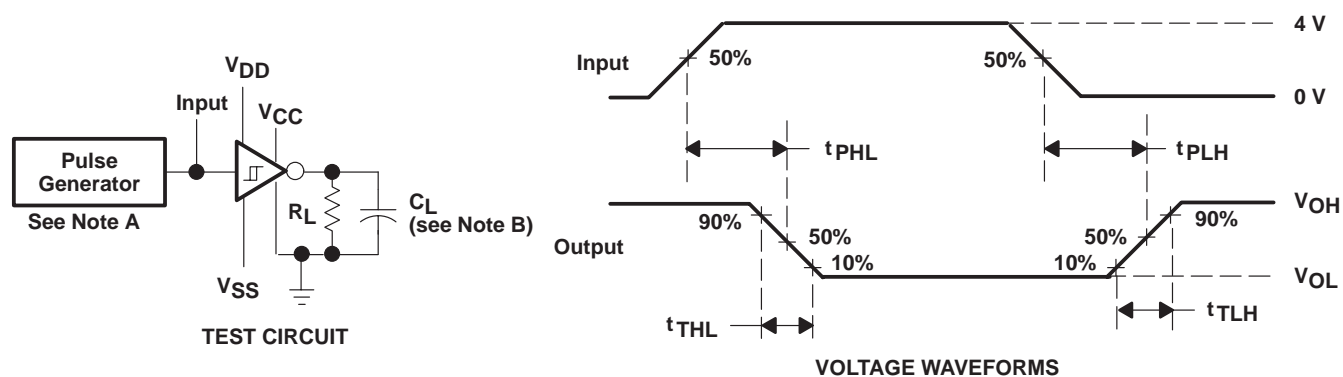 VDD
Input
VCC
Pulse
Generator
See Note A
RL
CL
(see Note B)
VSS
TEST CIRCUIT
Input
50%
50%
4 V
0 V
tPHL
tPLH
Output
90%
50%
10%
50%
10%
90%
VOH
VOL
tTHL
tTLH
VOLTAGE WAVEFORMS